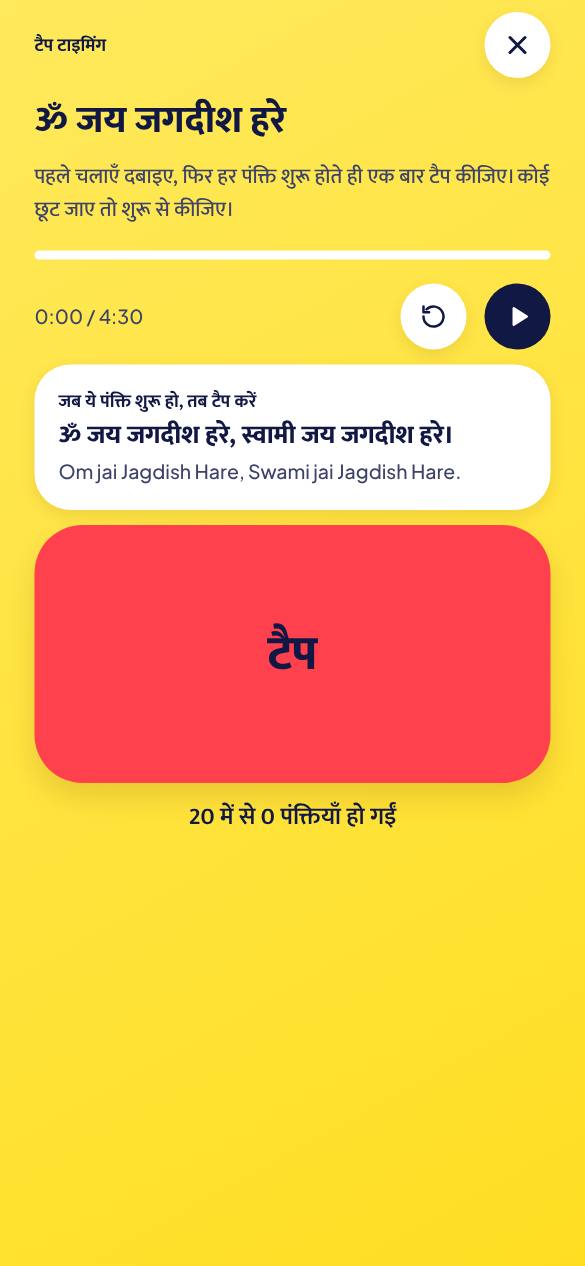 टैप टाइमिंग
ॐ जय जगदीश हरे
पहले चलाएँ दबाइए, फिर हर पंक्ति शुरू होते ही एक बार टैप कीजिए। कोई
छूट जाए तो शुरू से कीजिए।
0:00 / 4:30
जब ये पंक्ति शुरू हो, तब टैप करें
ॐ जय जगदीश हरे, स्वामी जय जगदीश हरे।
Om jai Jagdish Hare, Swami jai Jagdish Hare.
टैप
20 में से 0 पंक्तियाँ हो गईं